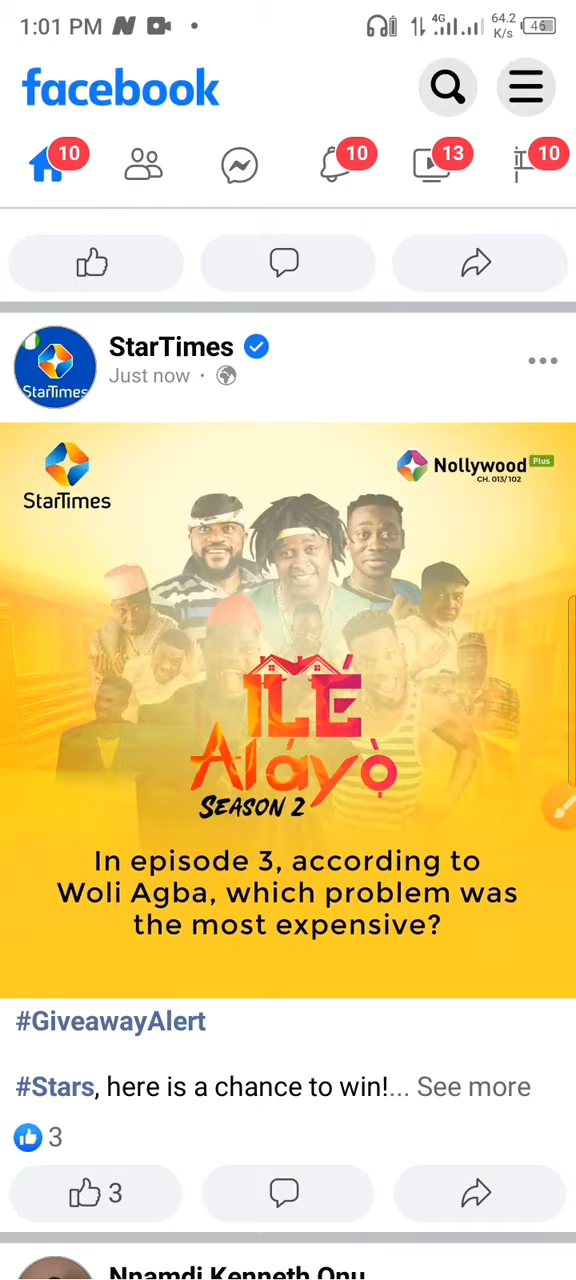 1:01 PM
4G
64.2
K/s
46
facebook
10
10
13
10
StarTimes
Just now ·
StarTimes
StarTimes
Nollywood Plus
CH. 013/102
ILÉ
Aláyọ̀
SEASON 2
In episode 3, according to
Woli Agba, which problem was
the most expensive?
#GiveawayAlert
#Stars, here is a chance to win!... See more
3
3
Nnamdi Kenneth Onu